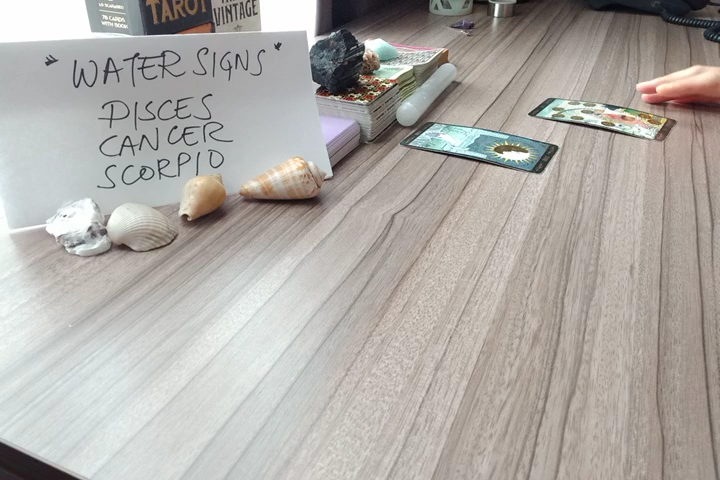 TAROT
78 CARDS
WITH BOOK
VINTAGE
"WATER SIGNS"
PISCES
CANCER
SCORPIO